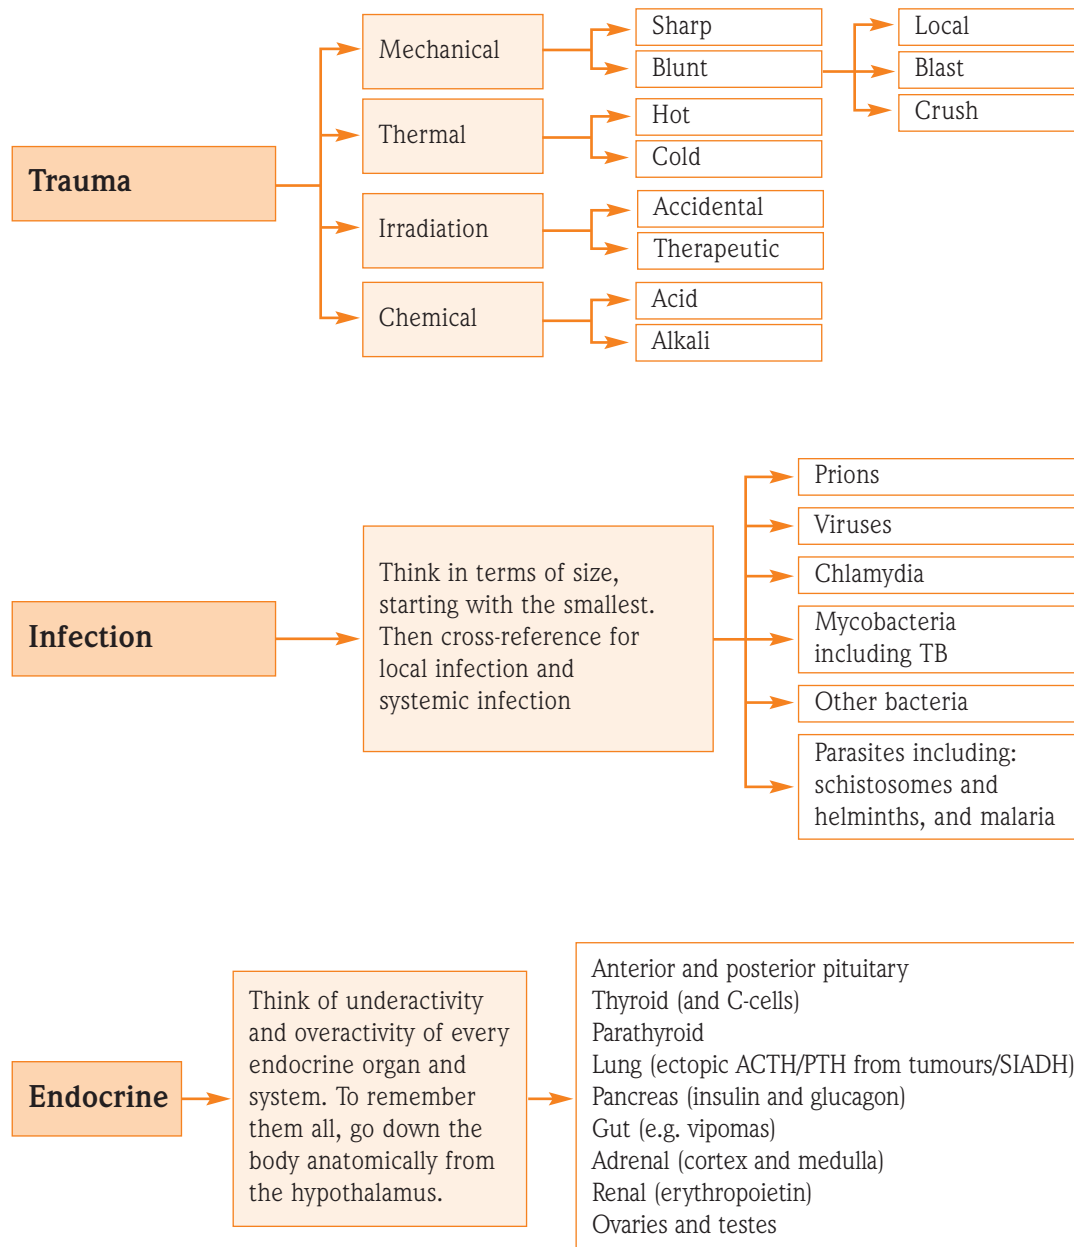 Trauma
Mechanical
Sharp
Blunt
Local
Blast
Crush
Thermal
Hot
Cold
Irradiation
Accidental
Therapeutic
Chemical
Acid
Alkali
Infection
Think in terms of size,
starting with the smallest.
Then cross-reference for
local infection and
systemic infection
Prions
Viruses
Chlamydia
Mycobacteria
including TB
Other bacteria
Parasites including:
schistosomes and
helminths, and malaria
Endocrine
Think of underactivity
and overactivity of every
endocrine organ and
system. To remember
them all, go down the
body anatomically from
the hypothalamus.
Anterior and posterior pituitary
Thyroid (and C-cells)
Parathyroid
Lung (ectopic ACTH/PTH from tumours/SIADH)
Pancreas (insulin and glucagon)
Gut (e.g. vipomas)
Adrenal (cortex and medulla)
Renal (erythropoietin)
Ovaries and testes